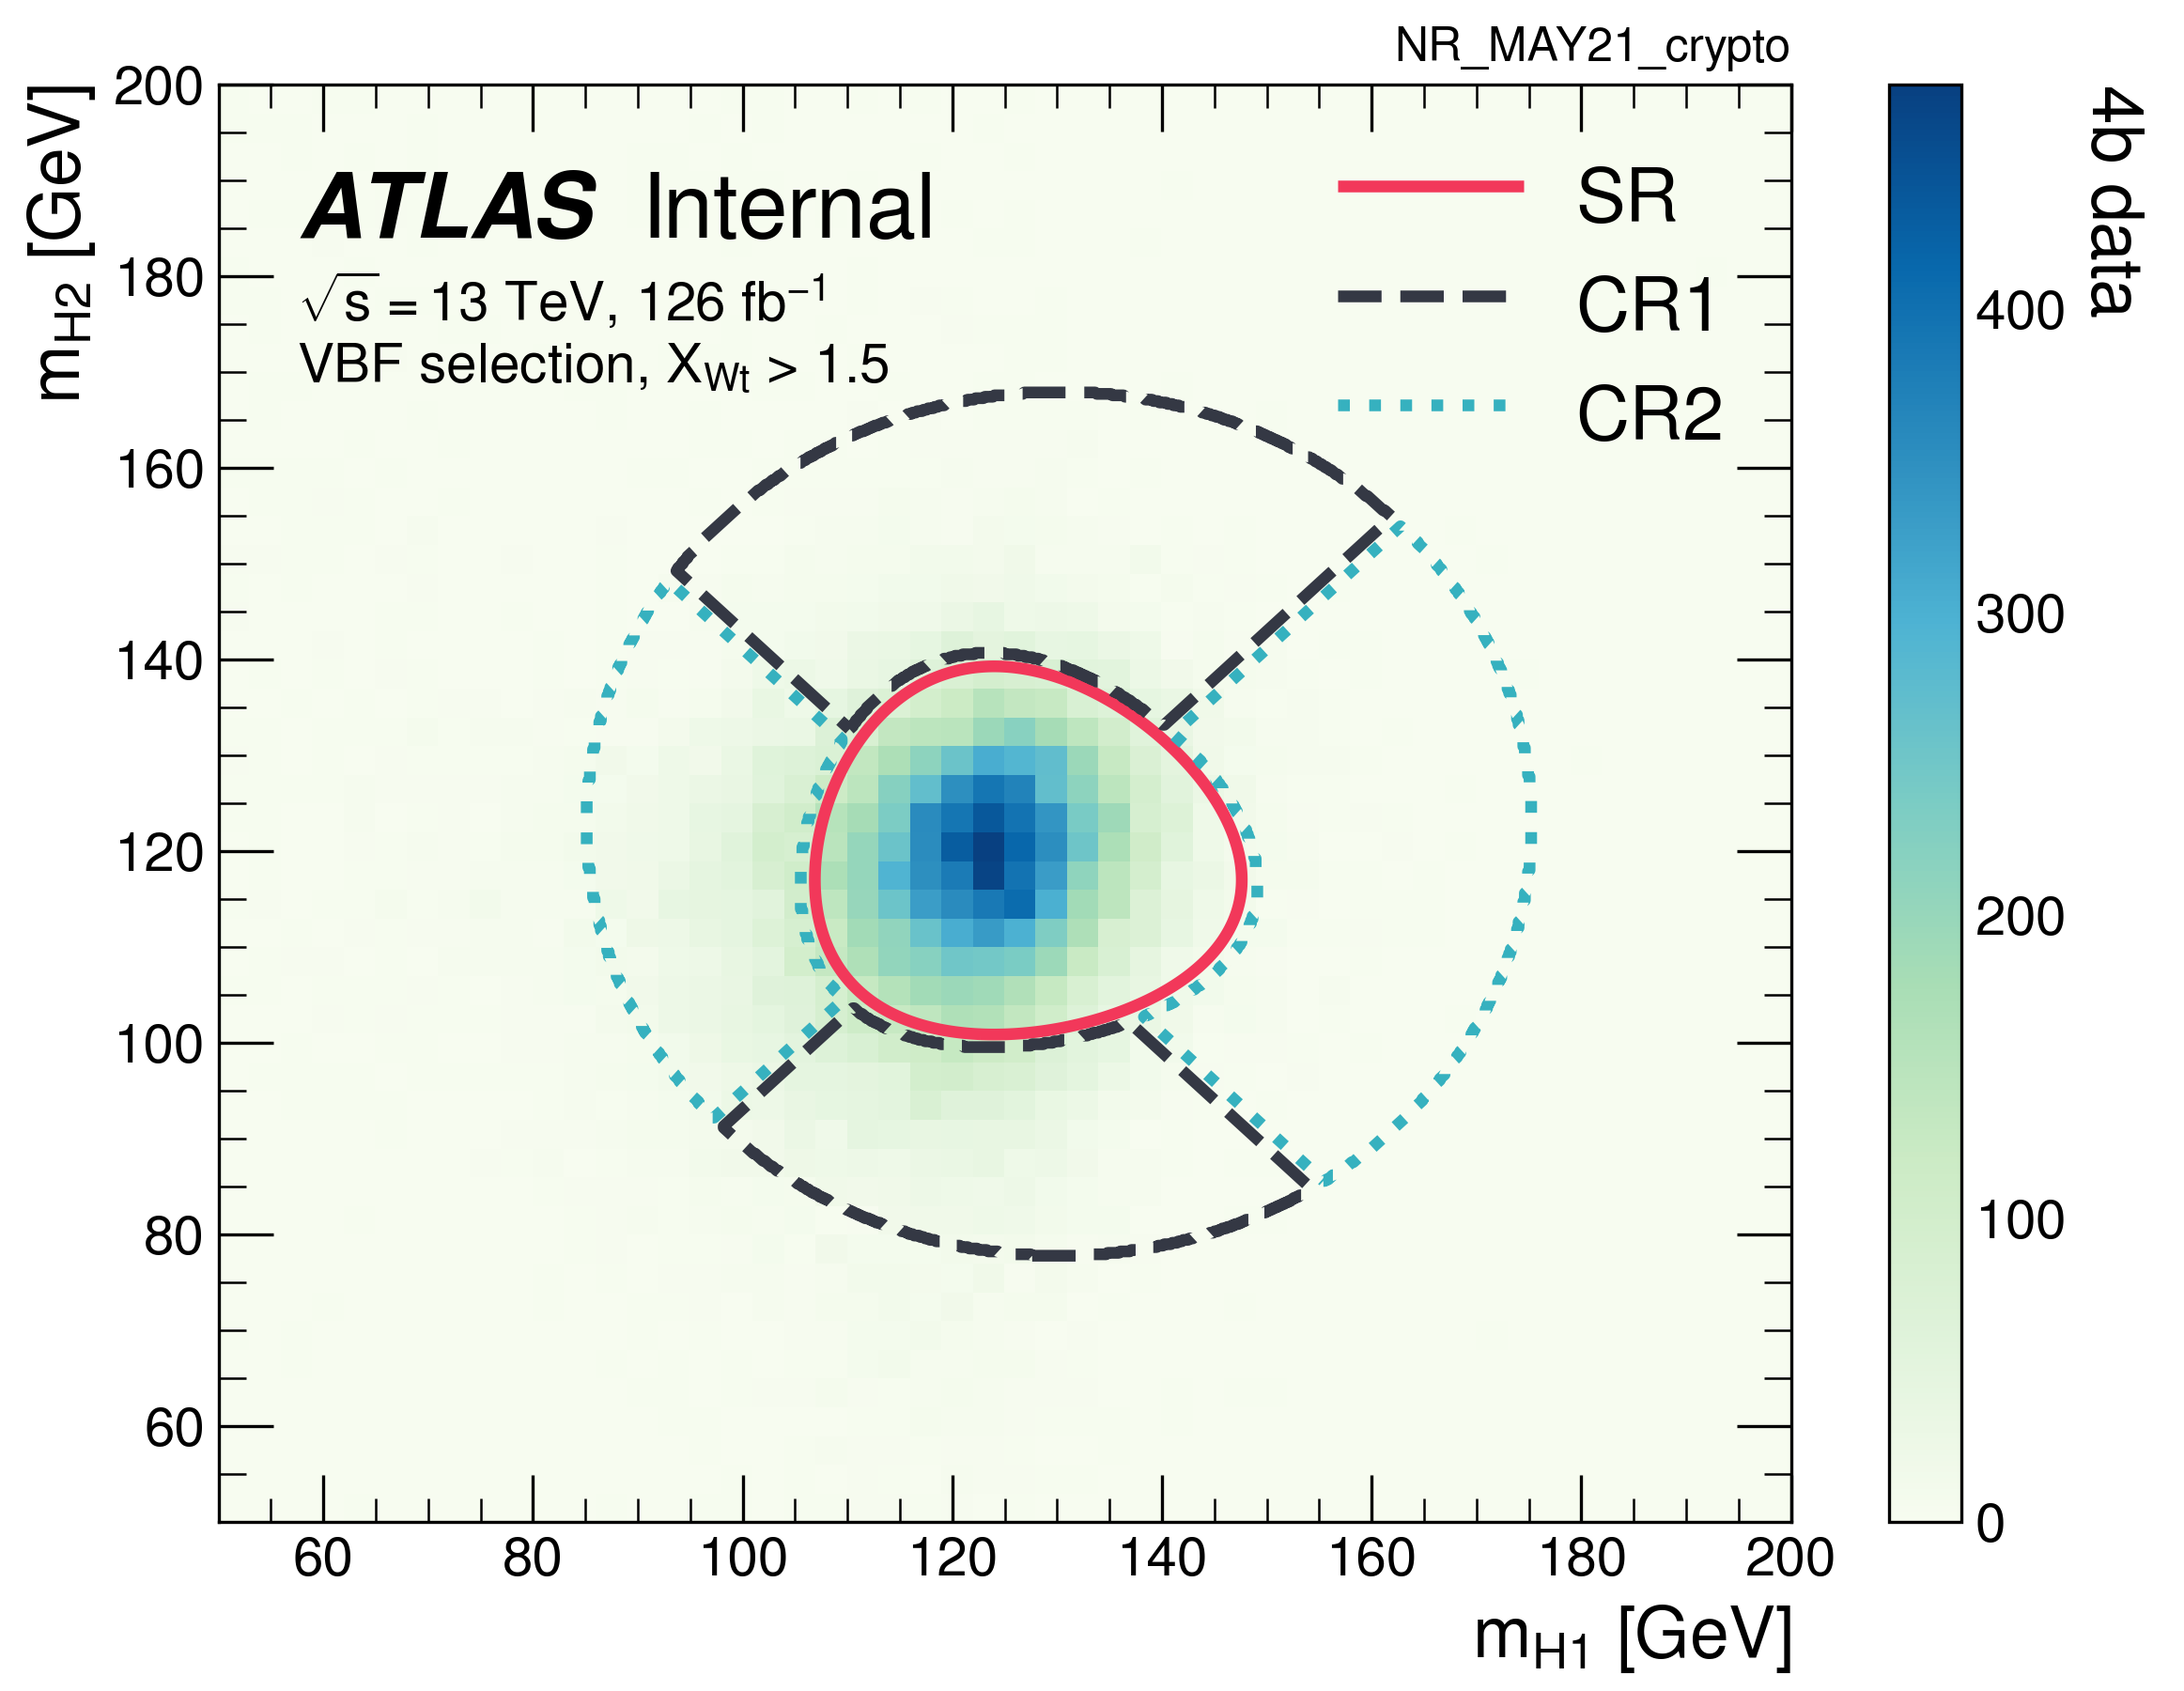 NR_MAY21_crypto
ATLAS Internal
√s = 13 TeV, 126 fb⁻¹
VBF selection, X_Wt > 1.5
SR
CR1
CR2
m_H2 [GeV]
200
180
160
140
120
100
80
60
60 80 100 120 140 160 180 200
m_H1 [GeV]
4b data
400
300
200
100
0